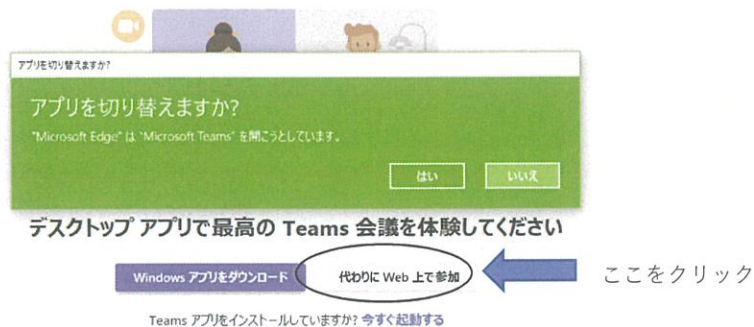 アプリを切り替えますか?
アプリを切り替えますか?
"Microsoft Edge" は "Microsoft Teams" を開こうとしています。
はい いいえ
デスクトップ アプリで最高の Teams 会議を体験してください
Windows アプリをダウンロード 代わりに Web 上で参加 ここをクリック
Teams アプリをインストールしていますか? 今すぐ起動する